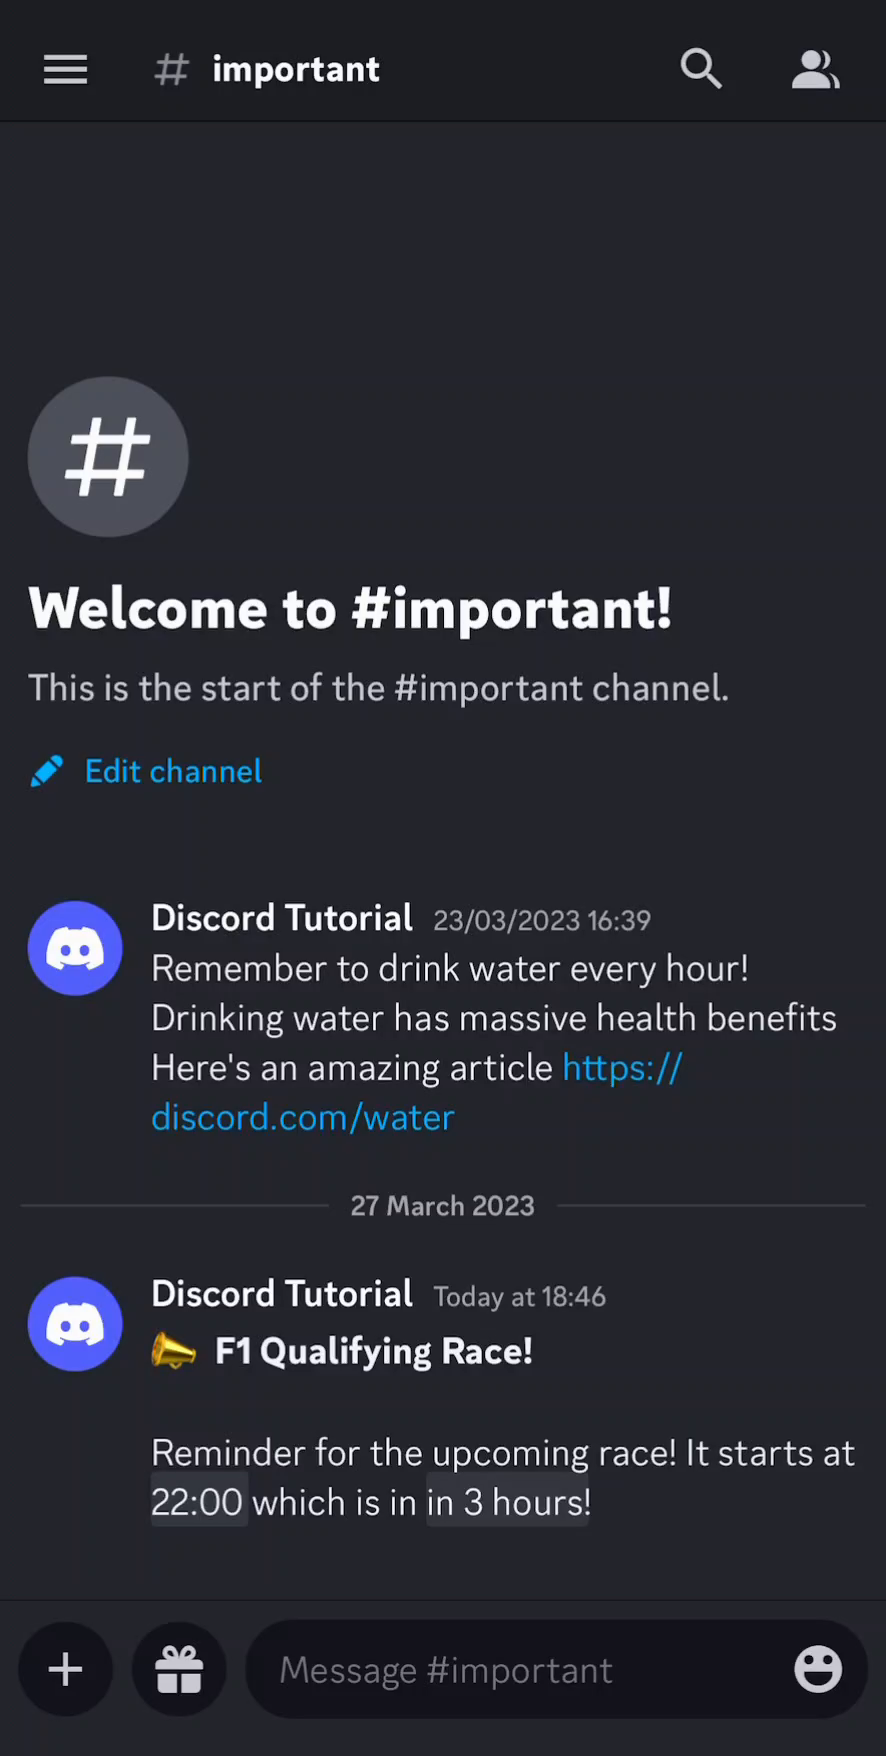 # important
#
Welcome to #important!
This is the start of the #important channel.
Edit channel
Discord Tutorial 23/03/2023 16:39
Remember to drink water every hour!
Drinking water has massive health benefits
Here's an amazing article https://
discord.com/water
27 March 2023
Discord Tutorial Today at 18:46
📣 F1 Qualifying Race!
Reminder for the upcoming race! It starts at
22:00 which is in in 3 hours!
Message #important